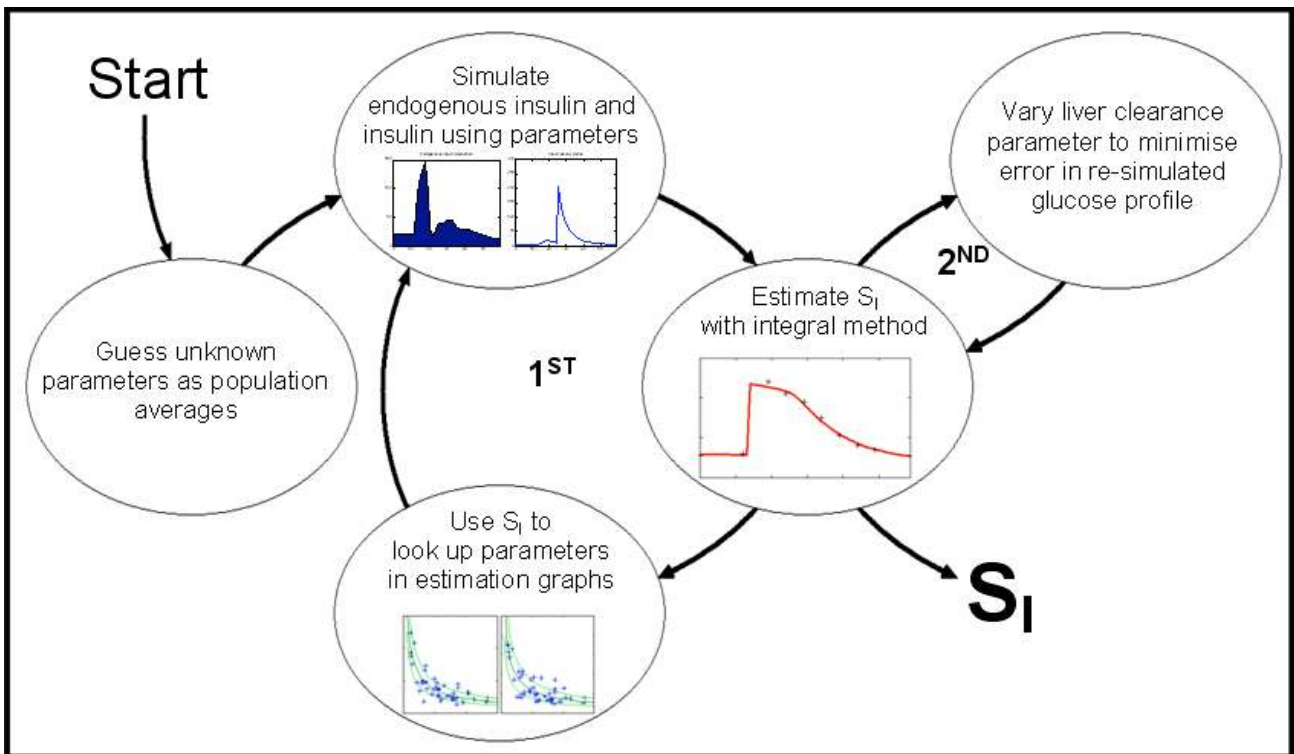 Start
Simulate
endogenous insulin and
insulin using parameters
Vary liver clearance
parameter to minimise
error in re-simulated
glucose profile
2ND
Guess unknown
parameters as population
averages
1ST
Estimate SI
with integral method
Use SI to
look up parameters
in estimation graphs
SI